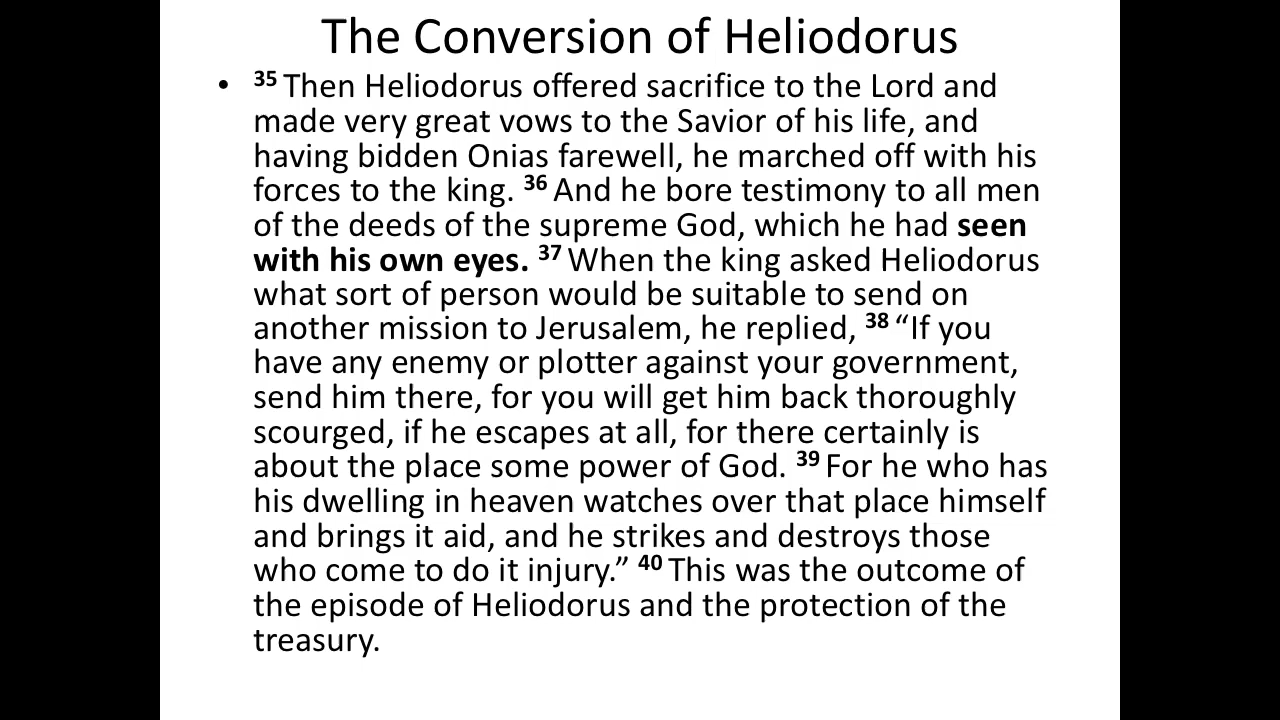 The Conversion of Heliodorus
• 35 Then Heliodorus offered sacrifice to the Lord and
made very great vows to the Savior of his life, and
having bidden Onias farewell, he marched off with his
forces to the king. 36 And he bore testimony to all men
of the deeds of the supreme God, which he had seen
with his own eyes. 37 When the king asked Heliodorus
what sort of person would be suitable to send on
another mission to Jerusalem, he replied, 38 “If you
have any enemy or plotter against your government,
send him there, for you will get him back thoroughly
scourged, if he escapes at all, for there certainly is
about the place some power of God. 39 For he who has
his dwelling in heaven watches over that place himself
and brings it aid, and he strikes and destroys those
who come to do it injury.” 40 This was the outcome of
the episode of Heliodorus and the protection of the
treasury.